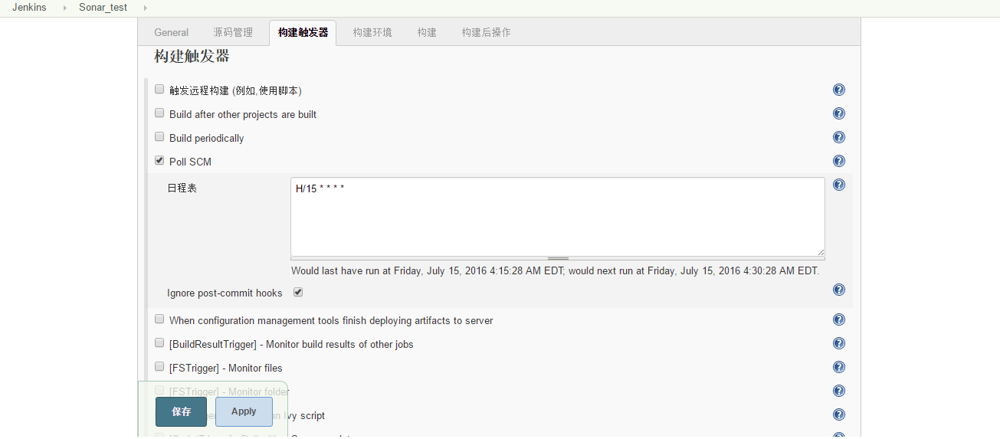 Jenkins Sonar_test
General 源码管理 构建触发器 构建环境 构建 构建后操作
构建触发器
触发远程构建 (例如,使用脚本)
Build after other projects are built
Build periodically
Poll SCM
日程表 H/15 * * * *
Would last have run at Friday, July 15, 2016 4:15:28 AM EDT; would next run at Friday, July 15, 2016 4:30:28 AM EDT.
Ignore post-commit hooks
When configuration management tools finish deploying artifacts to server
[BuildResultTrigger] - Monitor build results of other jobs
[FSTrigger] - Monitor files
[FSTrigger] - Monitor folder
保存 Apply
Ivy script